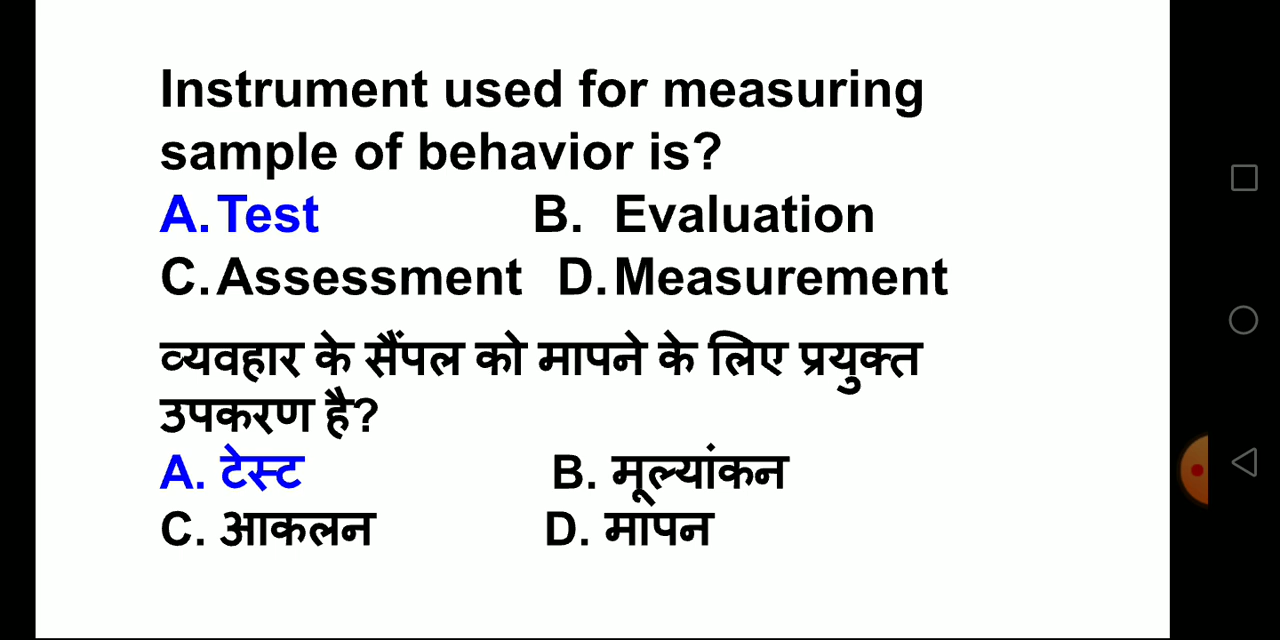 Instrument used for measuring
sample of behavior is?
A. Test B. Evaluation
C. Assessment D. Measurement
व्यवहार के सैंपल को मापने के लिए प्रयुक्त
उपकरण है?
A. टेस्ट B. मूल्यांकन
C. आकलन D. मापन